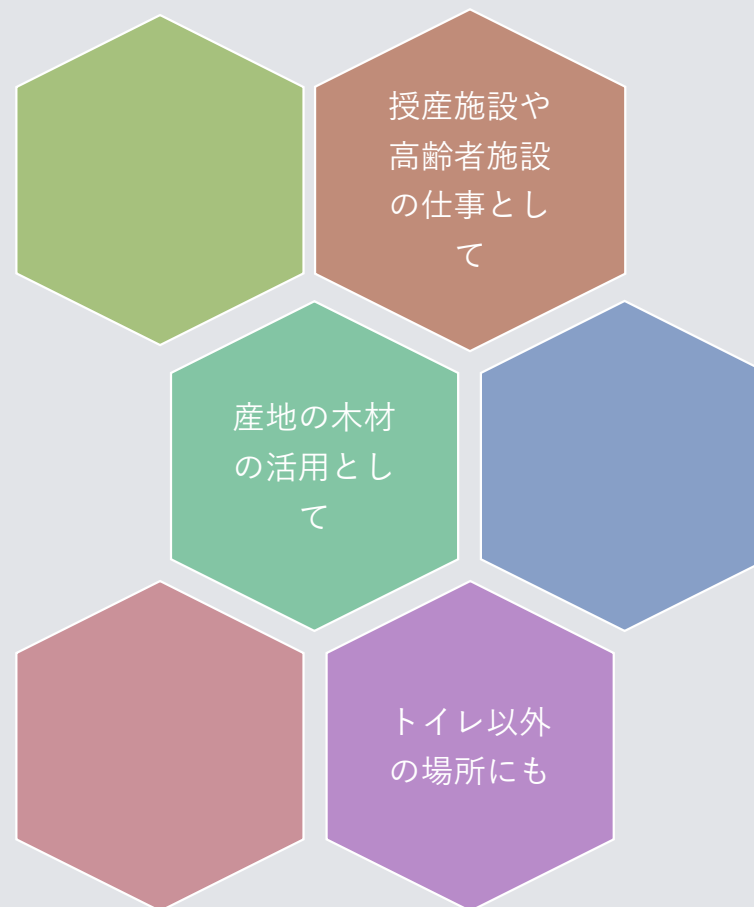 授産施設や
高齢者施設
の仕事とし
て
産地の木材
の活用とし
て
トイレ以外
の場所にも